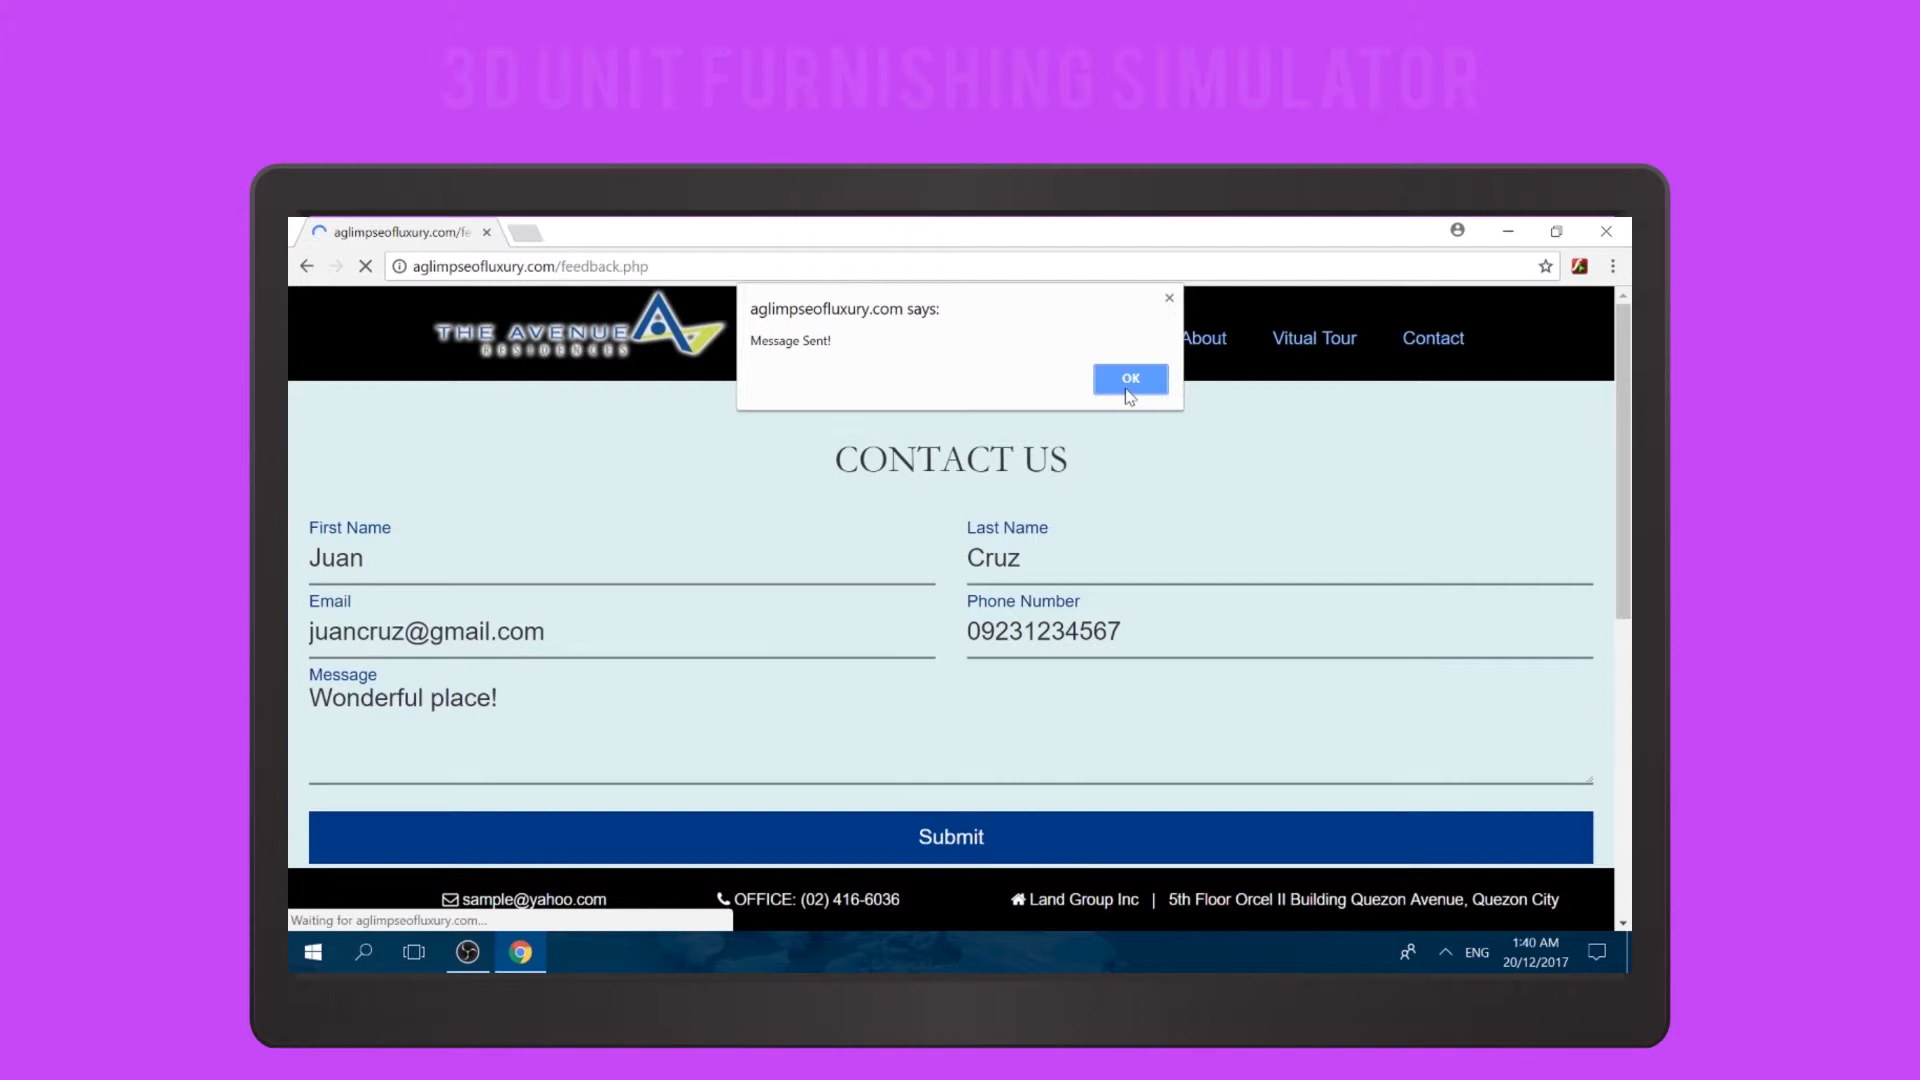 3D UNIT FURNISHING SIMULATOR
aglimpseofluxury.com/fe
aglimpseofluxury.com/feedback.php
THE AVENUE
RESIDENCES
aglimpseofluxury.com says:
Message Sent!
OK
About Vitual Tour Contact
CONTACT US
First Name Last Name
Juan Cruz
Email Phone Number
juancruz@gmail.com 09231234567
Message
Wonderful place!
Submit
sample@yahoo.com OFFICE: (02) 416-6036 Land Group Inc | 5th Floor Orcel II Building Quezon Avenue, Quezon City
Waiting for aglimpseofluxury.com...
ENG
1:40 AM
20/12/2017